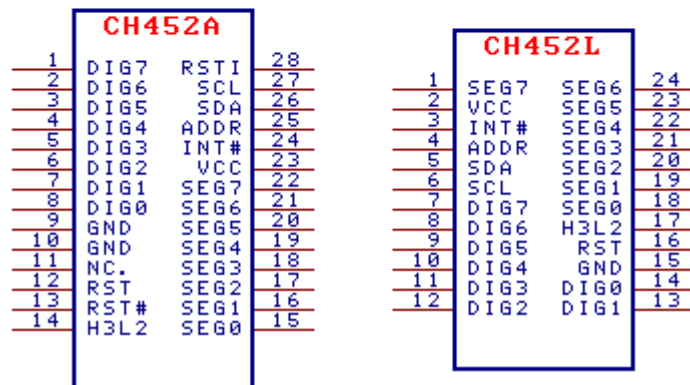 CH452A
1 DIG7 RSTI 28
2 DIG6 SCL 27
3 DIG5 SDA 26
4 DIG4 ADDR 25
5 DIG3 INT# 24
6 DIG2 VCC 23
7 DIG1 SEG7 22
8 DIG0 SEG6 21
9 GND SEG5 20
10 GND SEG4 19
11 NC. SEG3 18
12 RST SEG2 17
13 RST# SEG1 16
14 H3L2 SEG0 15
CH452L
1 SEG7 SEG6 24
2 VCC SEG5 23
3 INT# SEG4 22
4 ADDR SEG3 21
5 SDA SEG2 20
6 SCL SEG1 19
7 DIG7 SEG0 18
8 DIG6 H3L2 17
9 DIG5 RST 16
10 DIG4 GND 15
11 DIG3 DIG0 14
12 DIG2 DIG1 13